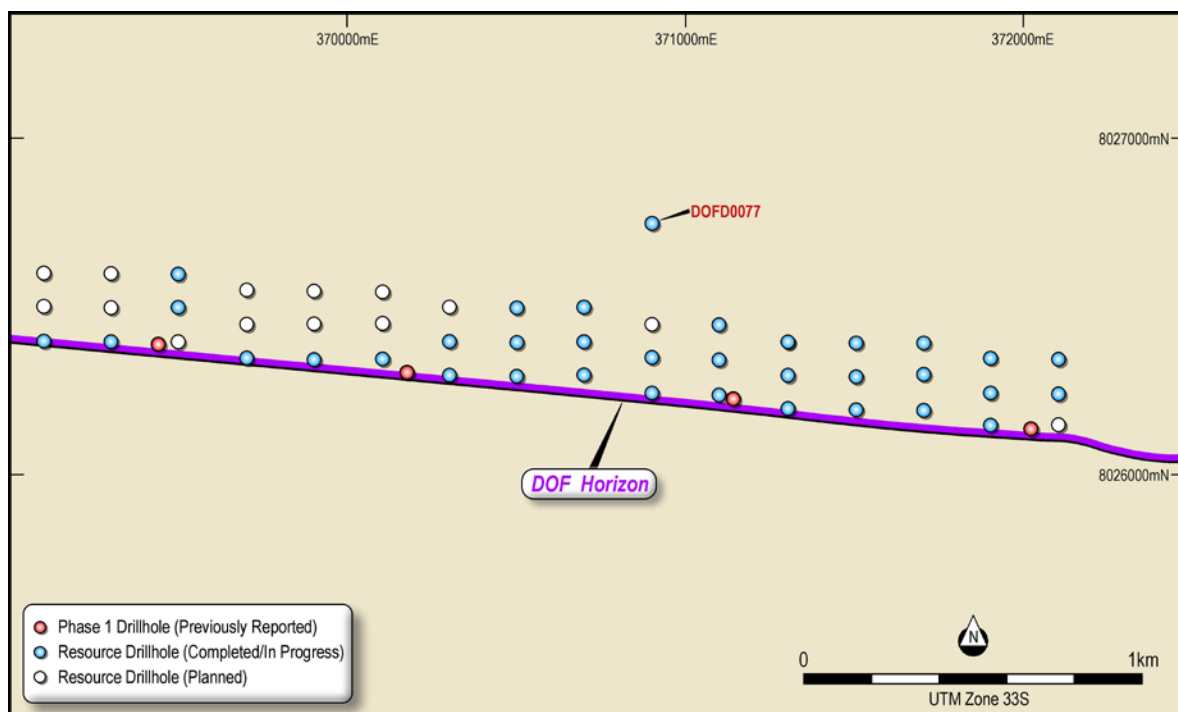 370000mE
371000mE
372000mE
8027000mN
DOFD0077
DOF Horizon
8026000mN
Phase 1 Drillhole (Previously Reported)
Resource Drillhole (Completed/In Progress)
Resource Drillhole (Planned)
N
0
1km
UTM Zone 33S